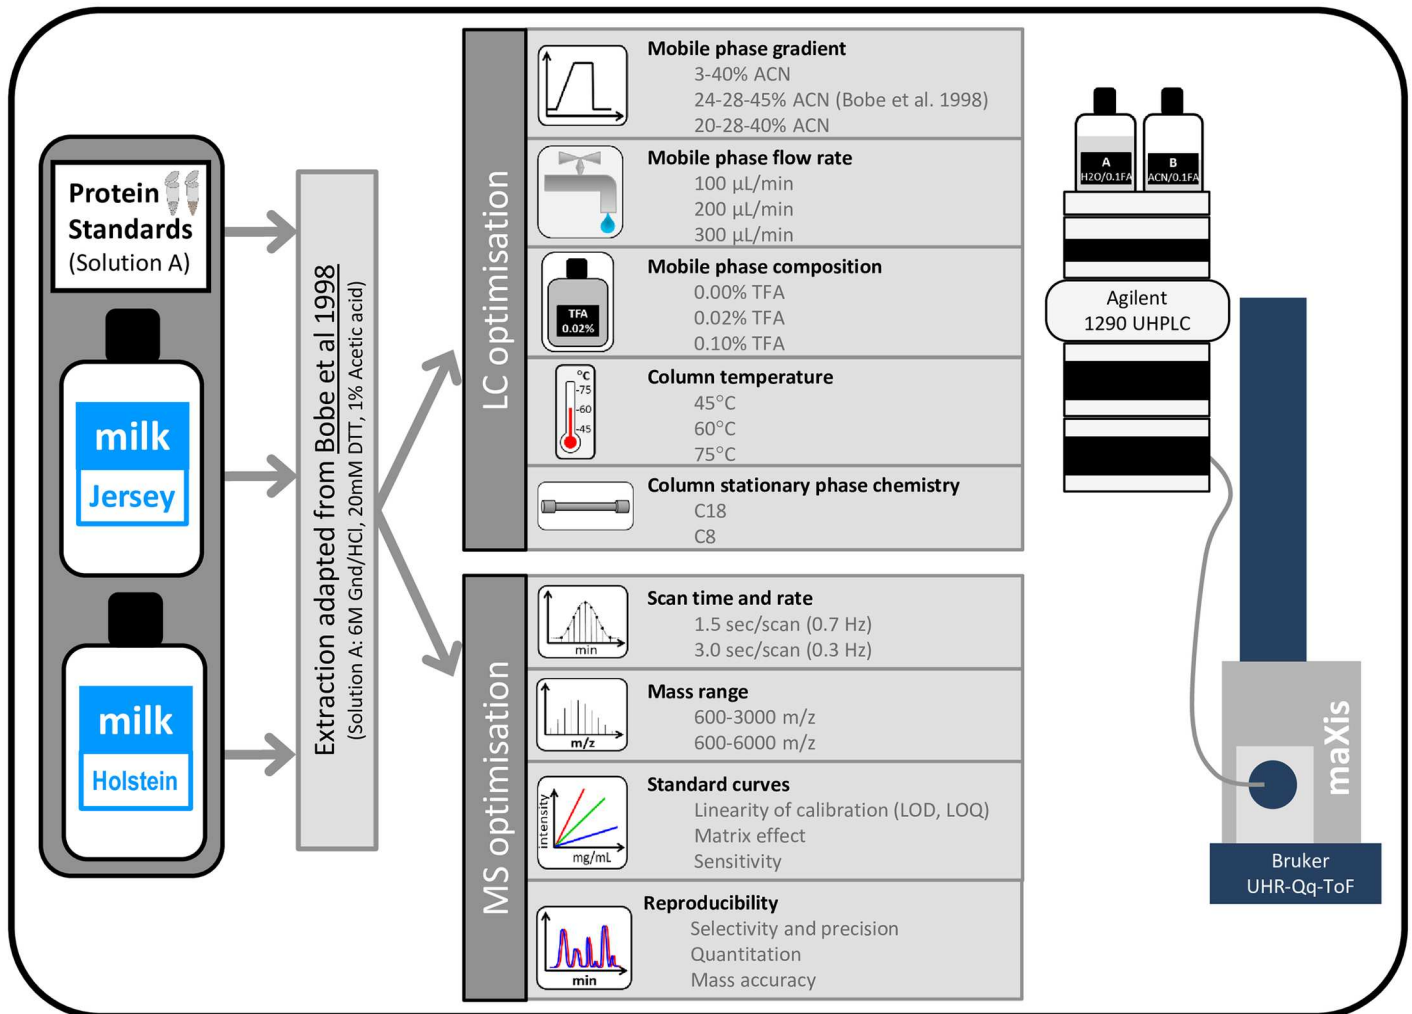 Protein
Standards
(Solution A)
milk
Jersey
milk
Holstein
Extraction adapted from Bobe et al 1998
(Solution A: 6M Gnd/HCl, 20mM DTT, 1% Acetic acid)
LC optimisation
Mobile phase gradient
3-40% ACN
24-28-45% ACN (Bobe et al. 1998)
20-28-40% ACN
Mobile phase flow rate
100 µL/min
200 µL/min
300 µL/min
TFA
0.02%
Mobile phase composition
0.00% TFA
0.02% TFA
0.10% TFA
°C
-75
-60
-45
Column temperature
45°C
60°C
75°C
Column stationary phase chemistry
C18
C8
MS optimisation
min
Scan time and rate
1.5 sec/scan (0.7 Hz)
3.0 sec/scan (0.3 Hz)
m/z
Mass range
600-3000 m/z
600-6000 m/z
intensity
mg/mL
Standard curves
Linearity of calibration (LOD, LOQ)
Matrix effect
Sensitivity
min
Reproducibility
Selectivity and precision
Quantitation
Mass accuracy
A
H2O/0.1FA
B
ACN/0.1FA
Agilent
1290 UHPLC
maXis
Bruker
UHR-Qq-ToF